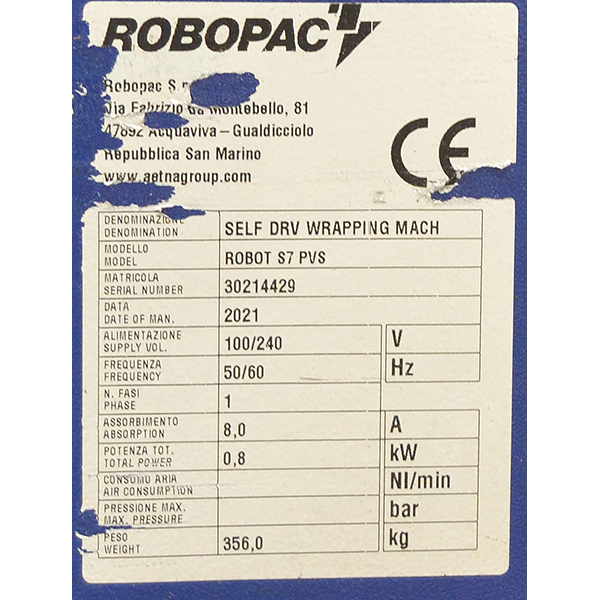 ROBOPAC
Robopac S
Via Fabrizio da Montebello, 81
47892 Acquaviva – Gualdicciolo
Repubblica San Marino
www.aetnagroup.com
CE
DENOMINAZIONE
DENOMINATION
SELF DRV WRAPPING MACH
MODELLO
MODEL
ROBOT S7 PVS
MATRICOLA
SERIAL NUMBER
30214429
DATA
DATE OF MAN.
2021
ALIMENTAZIONE
SUPPLY VOL.
100/240 V
FREQUENZA
FREQUENCY
50/60 Hz
N. FASI
PHASE
1
ASSORBIMENTO
ABSORPTION
8,0 A
POTENZA TOT.
TOTAL POWER
0,8 kW
CONSUMO ARIA
AIR CONSUMPTION
Nl/min
PRESSIONE MAX.
MAX. PRESSURE
bar
PESO
WEIGHT
356,0 kg